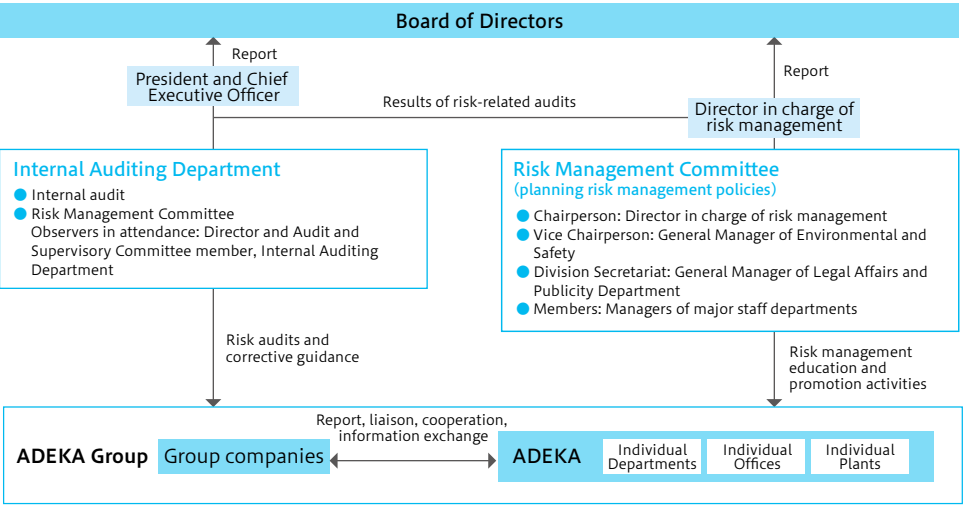 Board of Directors
Report
President and Chief
Executive Officer
Results of risk-related audits
Report
Director in charge of
risk management
Internal Auditing Department
● Internal audit
● Risk Management Committee
Observers in attendance: Director and Audit and
Supervisory Committee member, Internal Auditing
Department
Risk Management Committee
(planning risk management policies)
● Chairperson: Director in charge of risk management
● Vice Chairperson: General Manager of Environmental and
Safety
● Division Secretariat: General Manager of Legal Affairs and
Publicity Department
● Members: Managers of major staff departments
Risk audits and
corrective guidance
Risk management
education and
promotion activities
ADEKA Group
Group companies
Report, liaison, cooperation,
information exchange
ADEKA
Individual
Departments
Individual
Offices
Individual
Plants